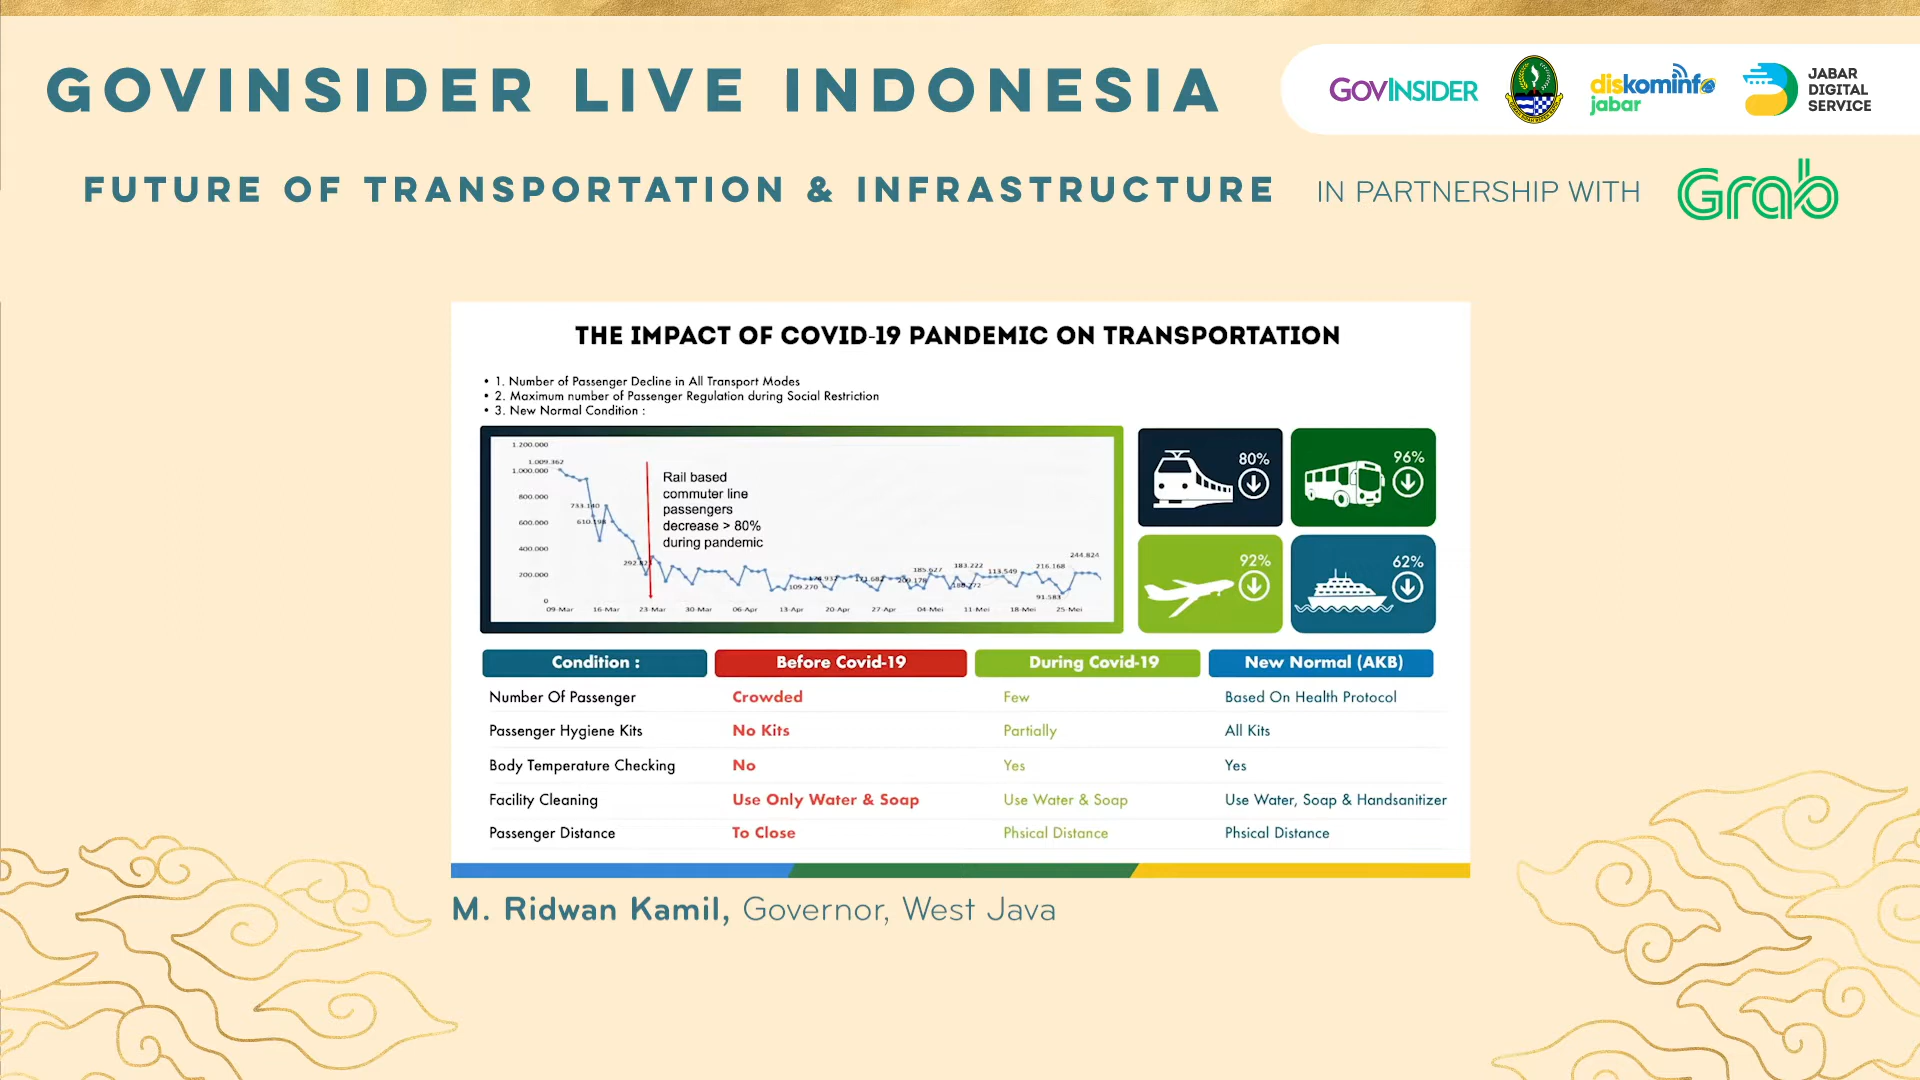 GOVINSIDER LIVE INDONESIA
GOVINSIDER
diskominfo
jabar
JABAR
DIGITAL
SERVICE
FUTURE OF TRANSPORTATION & INFRASTRUCTURE
IN PARTNERSHIP WITH
Grab
THE IMPACT OF COVID-19 PANDEMIC ON TRANSPORTATION
• 1. Number of Passenger Decline in All Transport Modes
• 2. Maximum number of Passenger Regulation during Social Restriction
• 3. New Normal Condition :
1.200.000
1.009.362
1.000.000
800.000
733.140
610.198
600.000
400.000
200.000
0
Rail based
commuter line
passengers
decrease > 80%
during pandemic
109.270
185.627
183.222
113.549
216.168
91.583
244.824
09-Mar 16-Mar 23-Mar 30-Mar 06-Apr 13-Apr 20-Apr 27-Apr 04-Mei 11-Mei 18-Mei 25-Mei
80%
96%
92%
62%
Condition : Before Covid-19 During Covid-19 New Normal (AKB)
Number Of Passenger Crowded Few Based On Health Protocol
Passenger Hygiene Kits No Kits Partially All Kits
Body Temperature Checking No Yes Yes
Facility Cleaning Use Only Water & Soap Use Water & Soap Use Water, Soap & Handsanitizer
Passenger Distance To Close Phsical Distance Phsical Distance
M. Ridwan Kamil, Governor, West Java